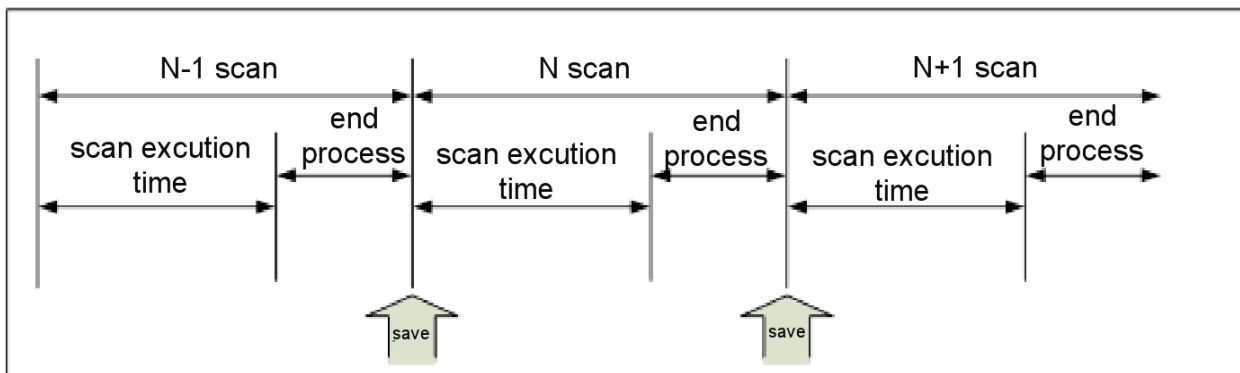 N-1 scan
N scan
N+1 scan
scan excution
time
end
process
scan excution
time
end
process
scan excution
time
end
process
save
save